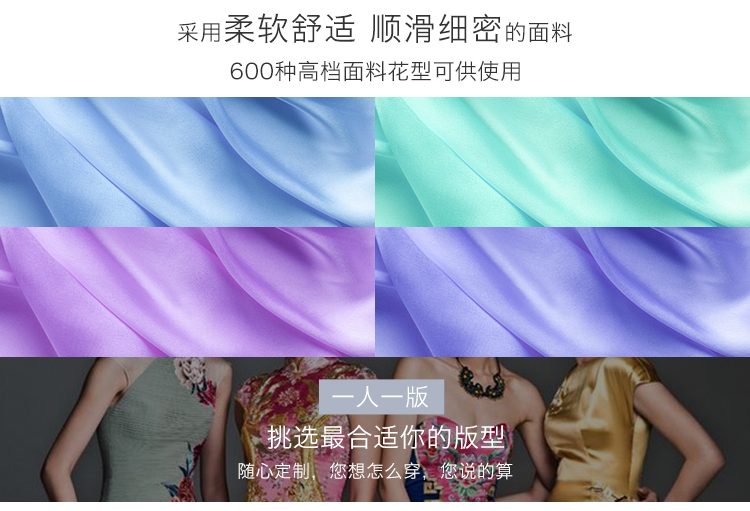 采用柔软舒适 顺滑细密的面料
600种高档面料花型可供使用
一人一版
挑选最合适你的版型
随心定制，您想怎么穿，您说的算